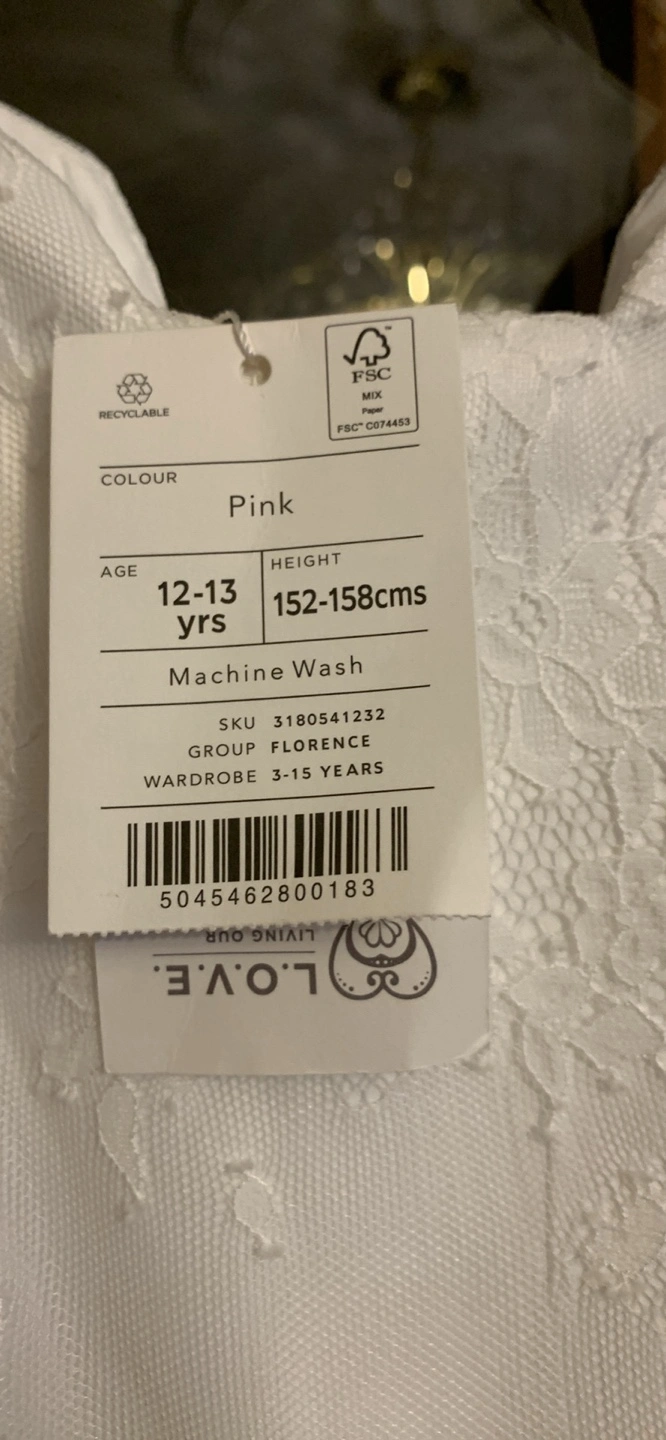 RECYCLABLE
FSC™
MIX
Paper
FSC™ C074453
COLOUR
Pink
AGE
12-13
yrs
HEIGHT
152-158cms
Machine Wash
SKU 3180541232
GROUP FLORENCE
WARDROBE 3-15 YEARS
5045462800183
LIVING OUR
L.O.V.E.